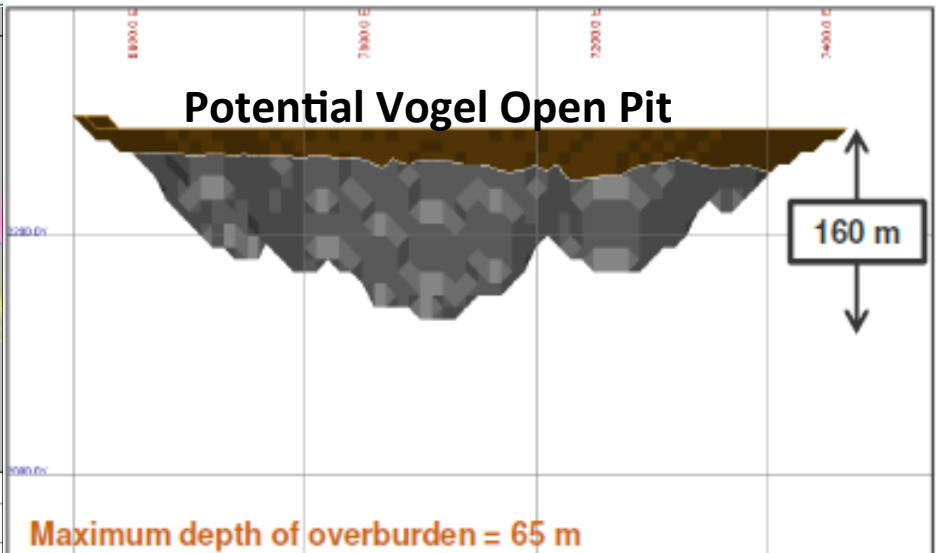 Potential Vogel Open Pit
160 m
Maximum depth of overburden = 65 m